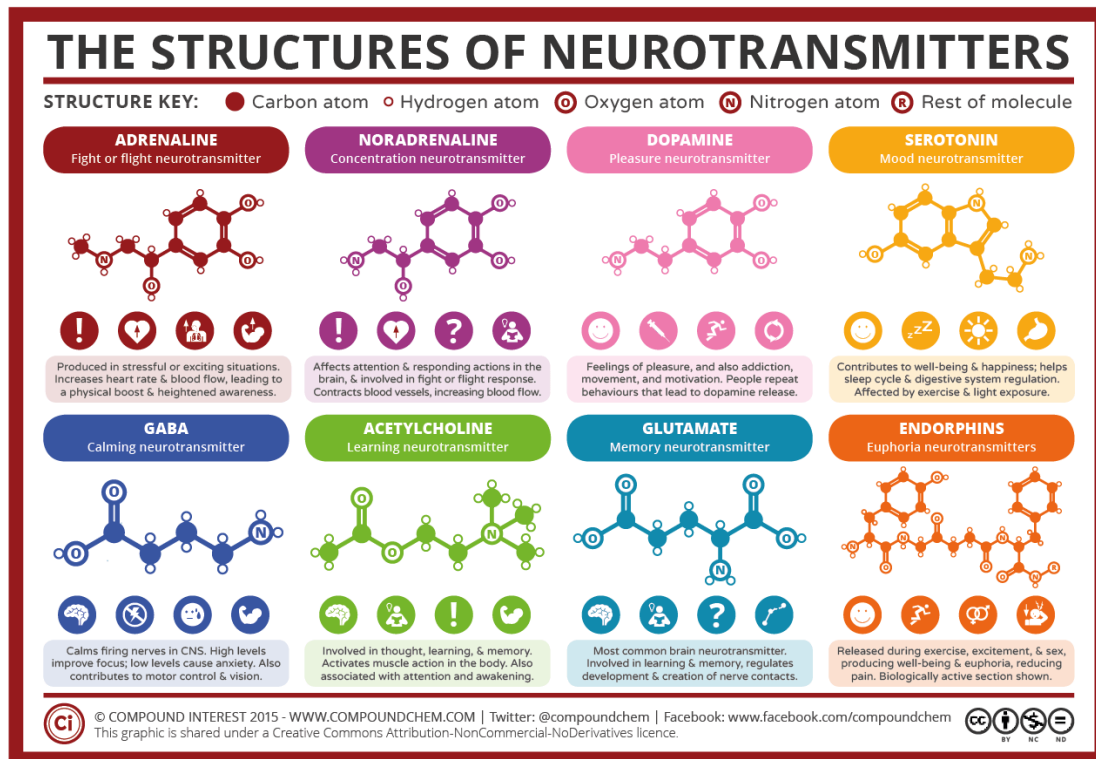 THE STRUCTURES OF NEUROTRANSMITTERS
STRUCTURE KEY: Carbon atom Hydrogen atom O Oxygen atom N Nitrogen atom R Rest of molecule
ADRENALINE
Fight or flight neurotransmitter
O
O
N
O
!
Produced in stressful or exciting situations.
Increases heart rate & blood flow, leading to
a physical boost & heightened awareness.
NORADRENALINE
Concentration neurotransmitter
O
O
N
O
! ?
Affects attention & responding actions in the
brain, & involved in fight or flight response.
Contracts blood vessels, increasing blood flow.
DOPAMINE
Pleasure neurotransmitter
O
O
N
Feelings of pleasure, and also addiction,
movement, and motivation. People repeat
behaviours that lead to dopamine release.
SEROTONIN
Mood neurotransmitter
N
O
N
zzZ
Contributes to well-being & happiness; helps
sleep cycle & digestive system regulation.
Affected by exercise & light exposure.
GABA
Calming neurotransmitter
O
O
N
Calms firing nerves in CNS. High levels
improve focus; low levels cause anxiety. Also
contributes to motor control & vision.
ACETYLCHOLINE
Learning neurotransmitter
O
O
N
!
Involved in thought, learning, & memory.
Activates muscle action in the body. Also
associated with attention and awakening.
GLUTAMATE
Memory neurotransmitter
O O
O O
N
?
Most common brain neurotransmitter.
Involved in learning & memory, regulates
development & creation of nerve contacts.
ENDORPHINS
Euphoria neurotransmitters
O
O
N N N
O
O N R
Released during exercise, excitement, & sex,
producing well-being & euphoria, reducing
pain. Biologically active section shown.
Ci
© COMPOUND INTEREST 2015 - WWW.COMPOUNDCHEM.COM | Twitter: @compoundchem | Facebook: www.facebook.com/compoundchem
This graphic is shared under a Creative Commons Attribution-NonCommercial-NoDerivatives licence.
cc $ =
BY NC ND